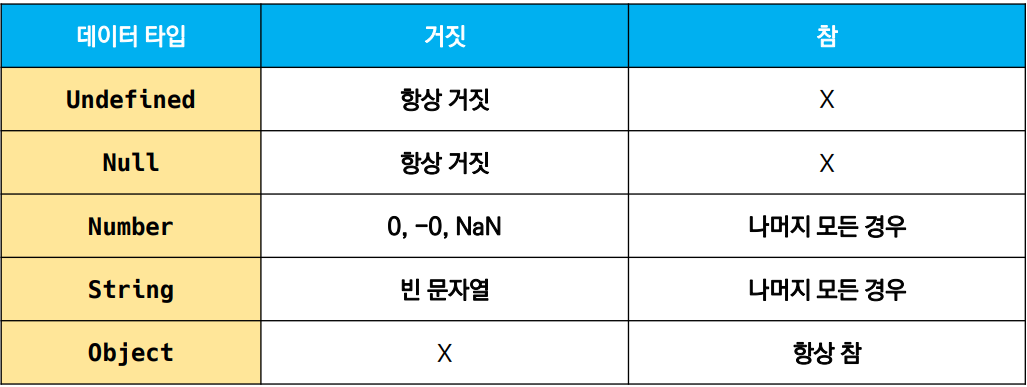 데이터 타입 거짓 참
Undefined 항상 거짓 X
Null 항상 거짓 X
Number 0, -0, NaN 나머지 모든 경우
String 빈 문자열 나머지 모든 경우
Object X 항상 참